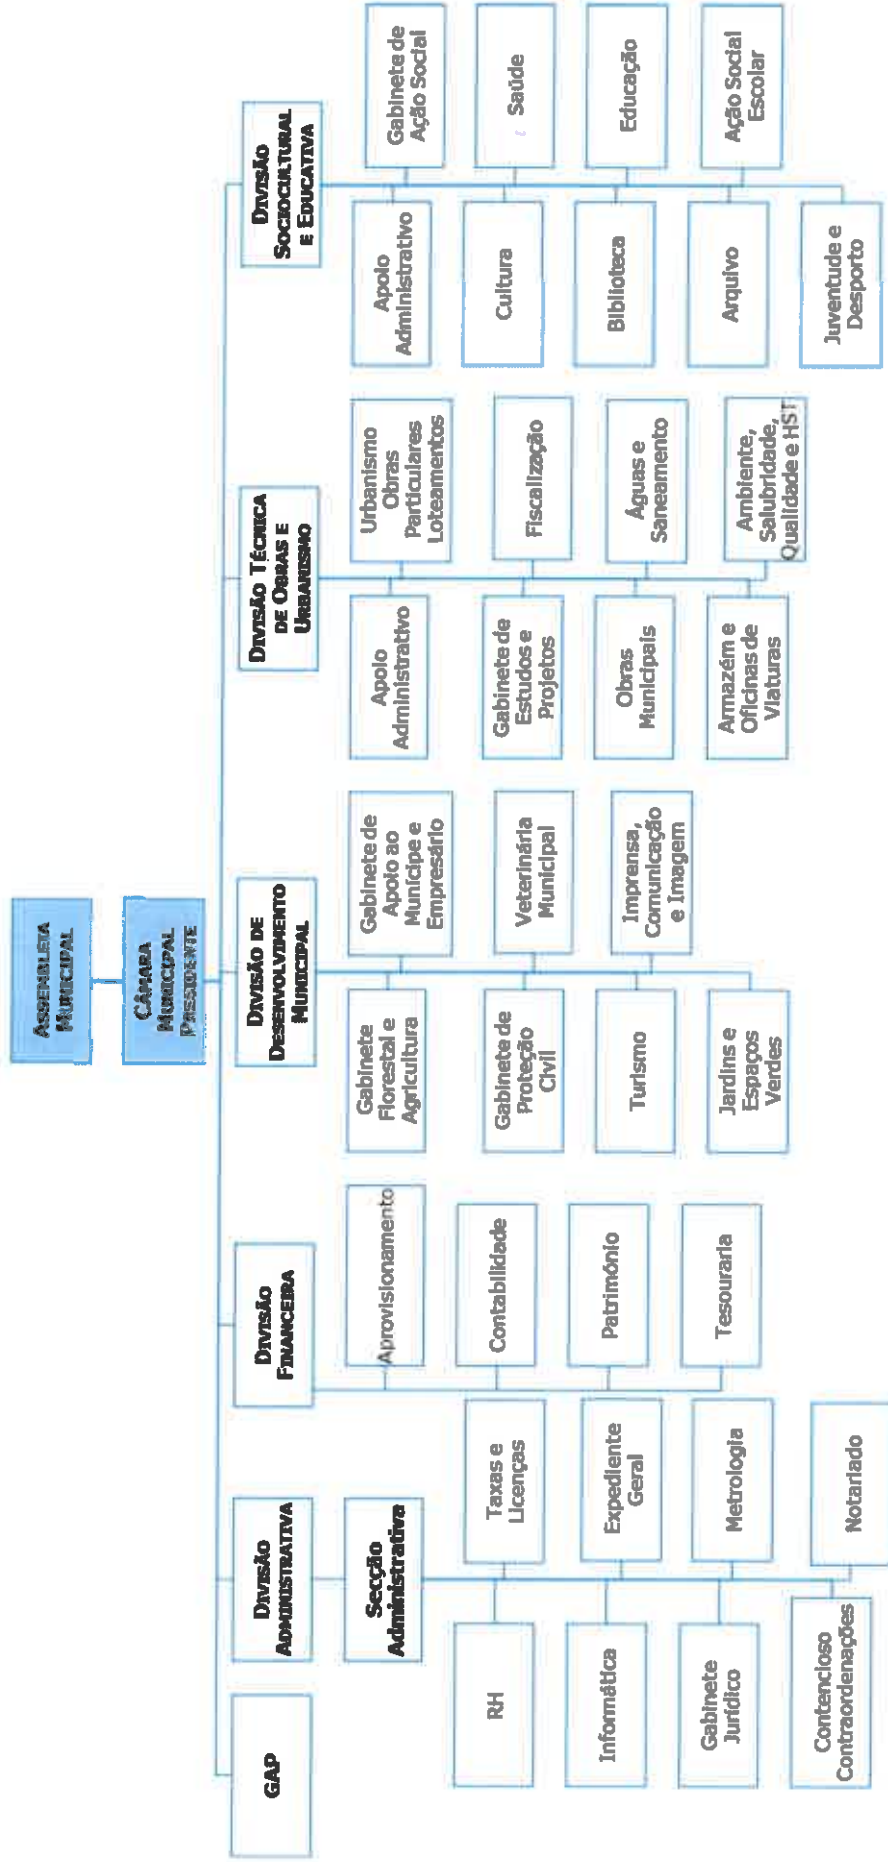 ASSEMBLEIA
MUNICIPAL
CÂMARA
MUNICIPAL
PRESIDENTE
GAP
DIVISÃO
ADMINISTRATIVA
Secção
Administrativa
RH
Taxas e
Licenças
Informática
Expediente
Geral
Gabinete
Jurídico
Metrologia
Contencioso
Contraordenações
Notariado
DIVISÃO
FINANCEIRA
Aprovisionamento
Contabilidade
Património
Tesouraria
DIVISÃO DE
DESENVOLVIMENTO
MUNICIPAL
Gabinete
Florestal e
Agricultura
Gabinete de
Apoio ao
Munícipe e
Empresário
Gabinete de
Proteção
Civil
Veterinária
Municipal
Turismo
Imprensa,
Comunicação
e Imagem
Jardins e
Espaços
Verdes
DIVISÃO TÉCNICA
DE OBRAS E
URBANISMO
Apoio
Administrativo
Urbanismo
Obras
Particulares
Loteamentos
Gabinete de
Estudos e
Projetos
Fiscalização
Obras
Municipais
Águas e
Saneamento
Armazém e
Oficinas de
Viaturas
Ambiente,
Salubridade,
Qualidade e HST
DIVISÃO
SOCIOCULTURAL
E EDUCATIVA
Apoio
Administrativo
Gabinete de
Ação Social
Cultura
Saúde
Biblioteca
Educação
Arquivo
Ação Social
Escolar
Juventude e
Desporto